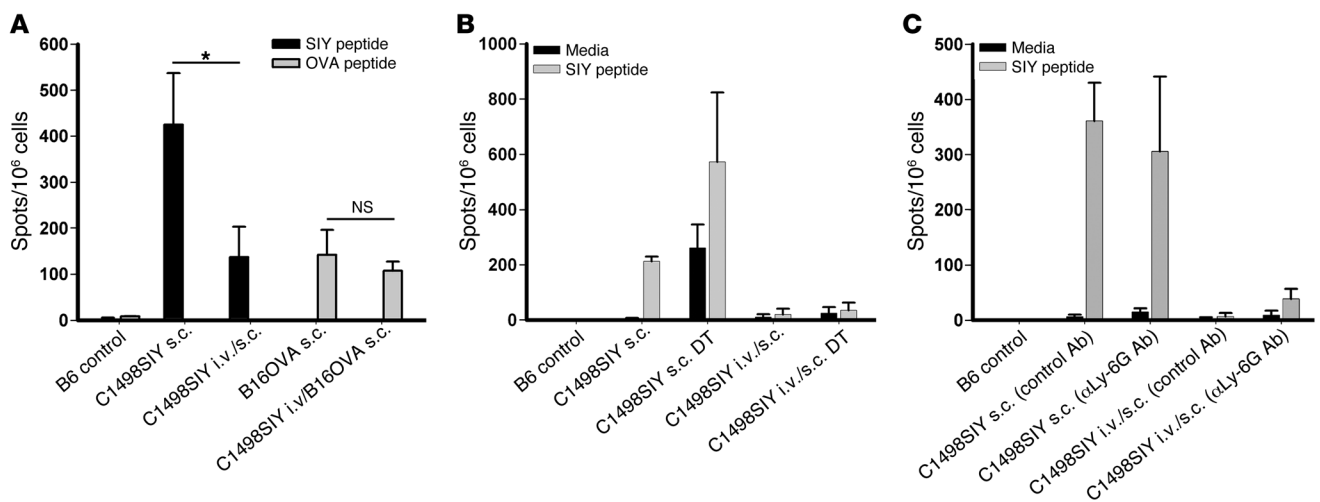 A
600
500
400
300
200
100
0
Spots/10⁶ cells
*
NS
SIY peptide
OVA peptide
B6 control
C1498SIY s.c.
C1498SIY i.v./s.c.
B16OVA s.c.
C1498SIY i.v/B16OVA s.c.
B
1000
800
600
400
200
0
Spots/10⁶ cells
Media
SIY peptide
B6 control
C1498SIY s.c.
C1498SIY s.c. DT
C1498SIY i.v./s.c.
C1498SIY i.v./s.c. DT
C
500
400
300
200
100
0
Spots/10⁶ cells
Media
SIY peptide
B6 control
C1498SIY s.c. (control Ab)
C1498SIY s.c. (αLy-6G Ab)
C1498SIY i.v./s.c. (control Ab)
C1498SIY i.v./s.c. (αLy-6G Ab)